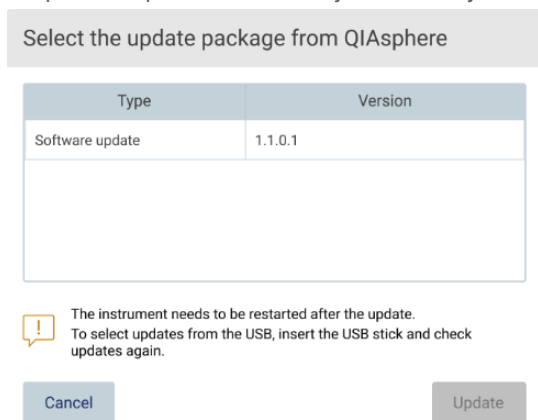 Select the update package from QIAsphere
Type Version
Software update 1.1.0.1
The instrument needs to be restarted after the update.
To select updates from the USB, insert the USB stick and check
updates again.
Cancel Update